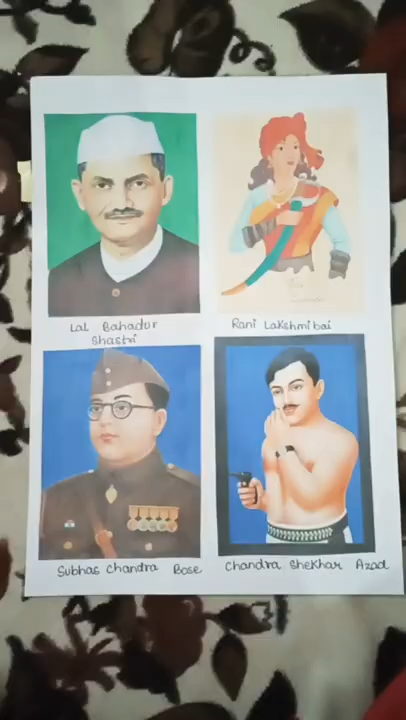 Lal Bahadur
Shastri
Rani Lakshmibai
Subhas Chandra Bose
Chandra Shekhar Azad